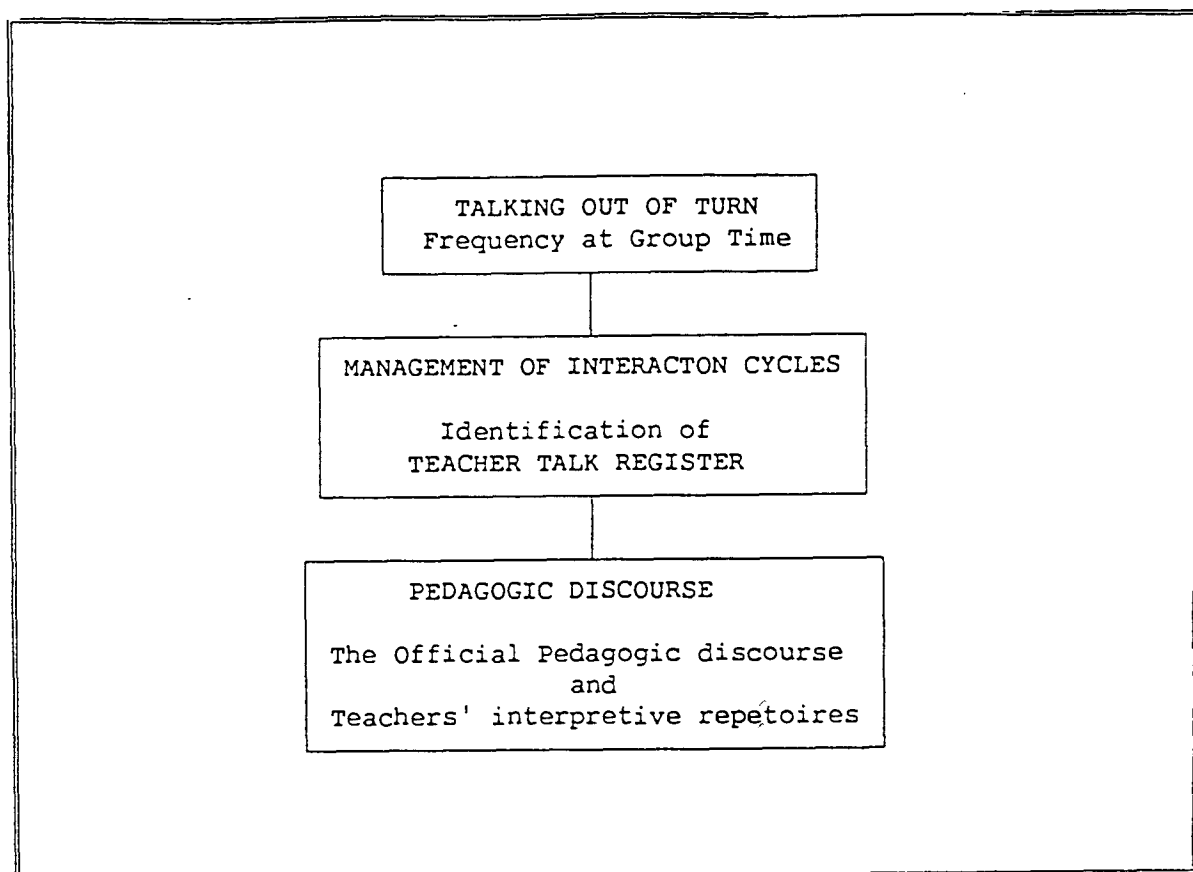 TALKING OUT OF TURN
Frequency at Group Time
MANAGEMENT OF INTERACTON CYCLES
Identification of
TEACHER TALK REGISTER
PEDAGOGIC DISCOURSE
The Official Pedagogic discourse
and
Teachers' interpretive repetoires